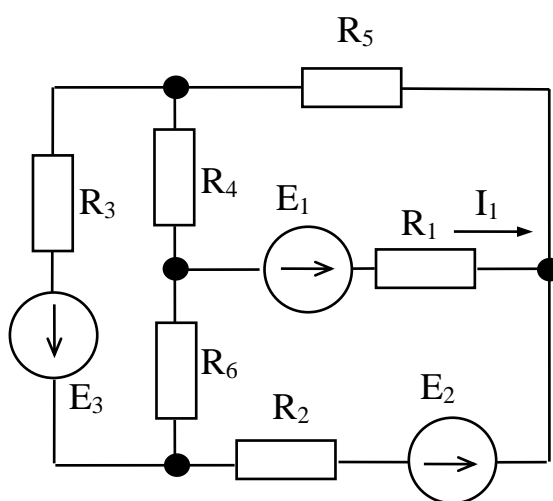 R₅
R₃
R₄
E₁
R₁
I₁
E₃
R₆
R₂
E₂